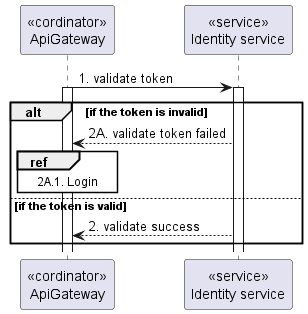 «cordinator»
ApiGateway
«service»
Identity service
1. validate token
alt
if the token is invalid]
2A. validate token failed
ref
2A.1. Login
if the token is valid]
2. validate success
«cordinator»
ApiGateway
«service»
Identity service